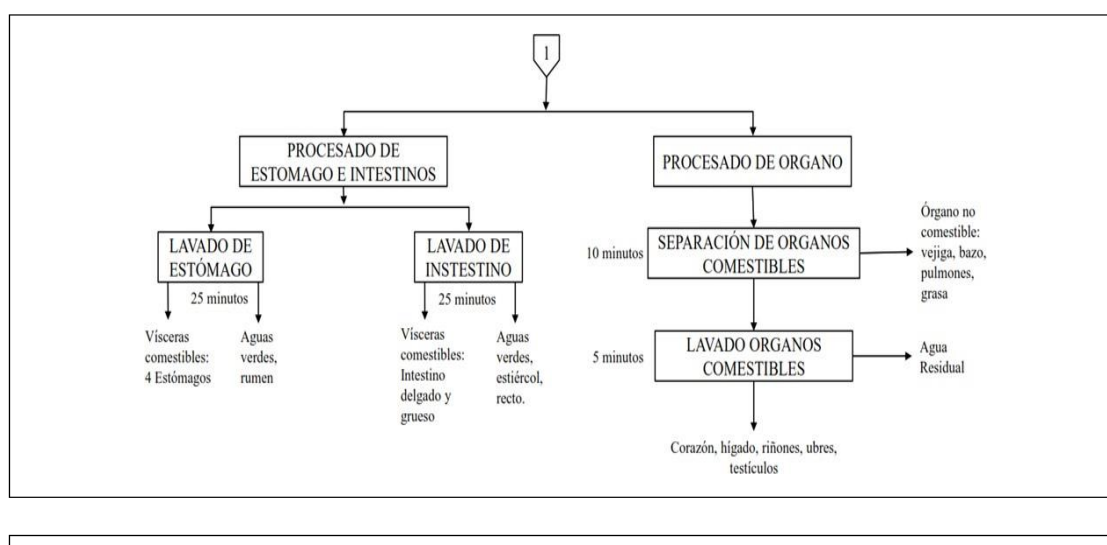 1
PROCESADO DE
ESTOMAGO E INTESTINOS
PROCESADO DE ORGANO
LAVADO DE
ESTÓMAGO
25 minutos
Vísceras
comestibles:
4 Estómagos
Aguas
verdes,
rumen
LAVADO DE
INSTESTINO
25 minutos
Vísceras
comestibles:
Intestino
delgado y
grueso
Aguas
verdes,
estiércol,
recto.
10 minutos
SEPARACIÓN DE ORGANOS
COMESTIBLES
Órgano no
comestible:
vejiga, bazo,
pulmones,
grasa
5 minutos
LAVADO ORGANOS
COMESTIBLES
Agua
Residual
Corazón, hígado, riñones, ubres,
testículos